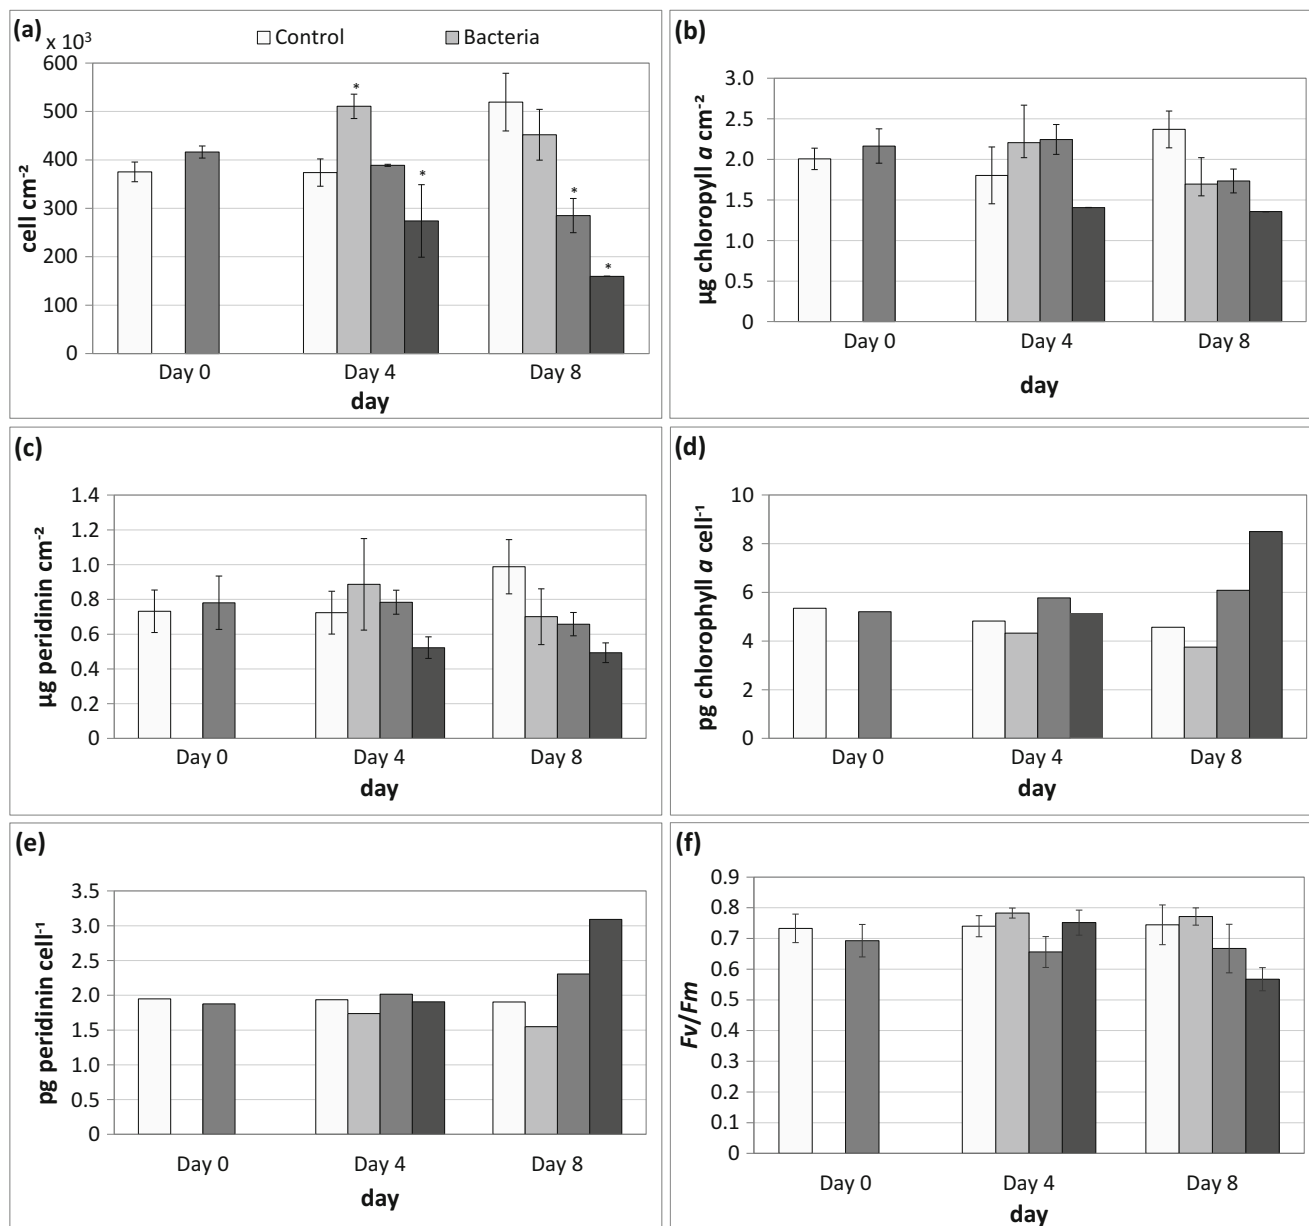 (a)
x 10³
Control
Bacteria
600
500
400
300
200
100
0
cell cm⁻²
*
*
*
*
Day 0
Day 4
Day 8
day
(b)
3.0
2.5
2.0
1.5
1.0
0.5
0
µg chloropyll a cm⁻²
Day 0
Day 4
Day 8
day
(c)
1.4
1.2
1.0
0.8
0.6
0.4
0.2
0
µg peridinin cm⁻²
Day 0
Day 4
Day 8
day
(d)
10
8
6
4
2
0
pg chlorophyll a cell⁻¹
Day 0
Day 4
Day 8
day
(e)
3.5
3.0
2.5
2.0
1.5
1.0
0.5
0
pg peridinin cell⁻¹
Day 0
Day 4
Day 8
day
(f)
0.9
0.8
0.7
0.6
0.5
0.4
0.3
0.2
0.1
0
Fv/Fm
Day 0
Day 4
Day 8
day